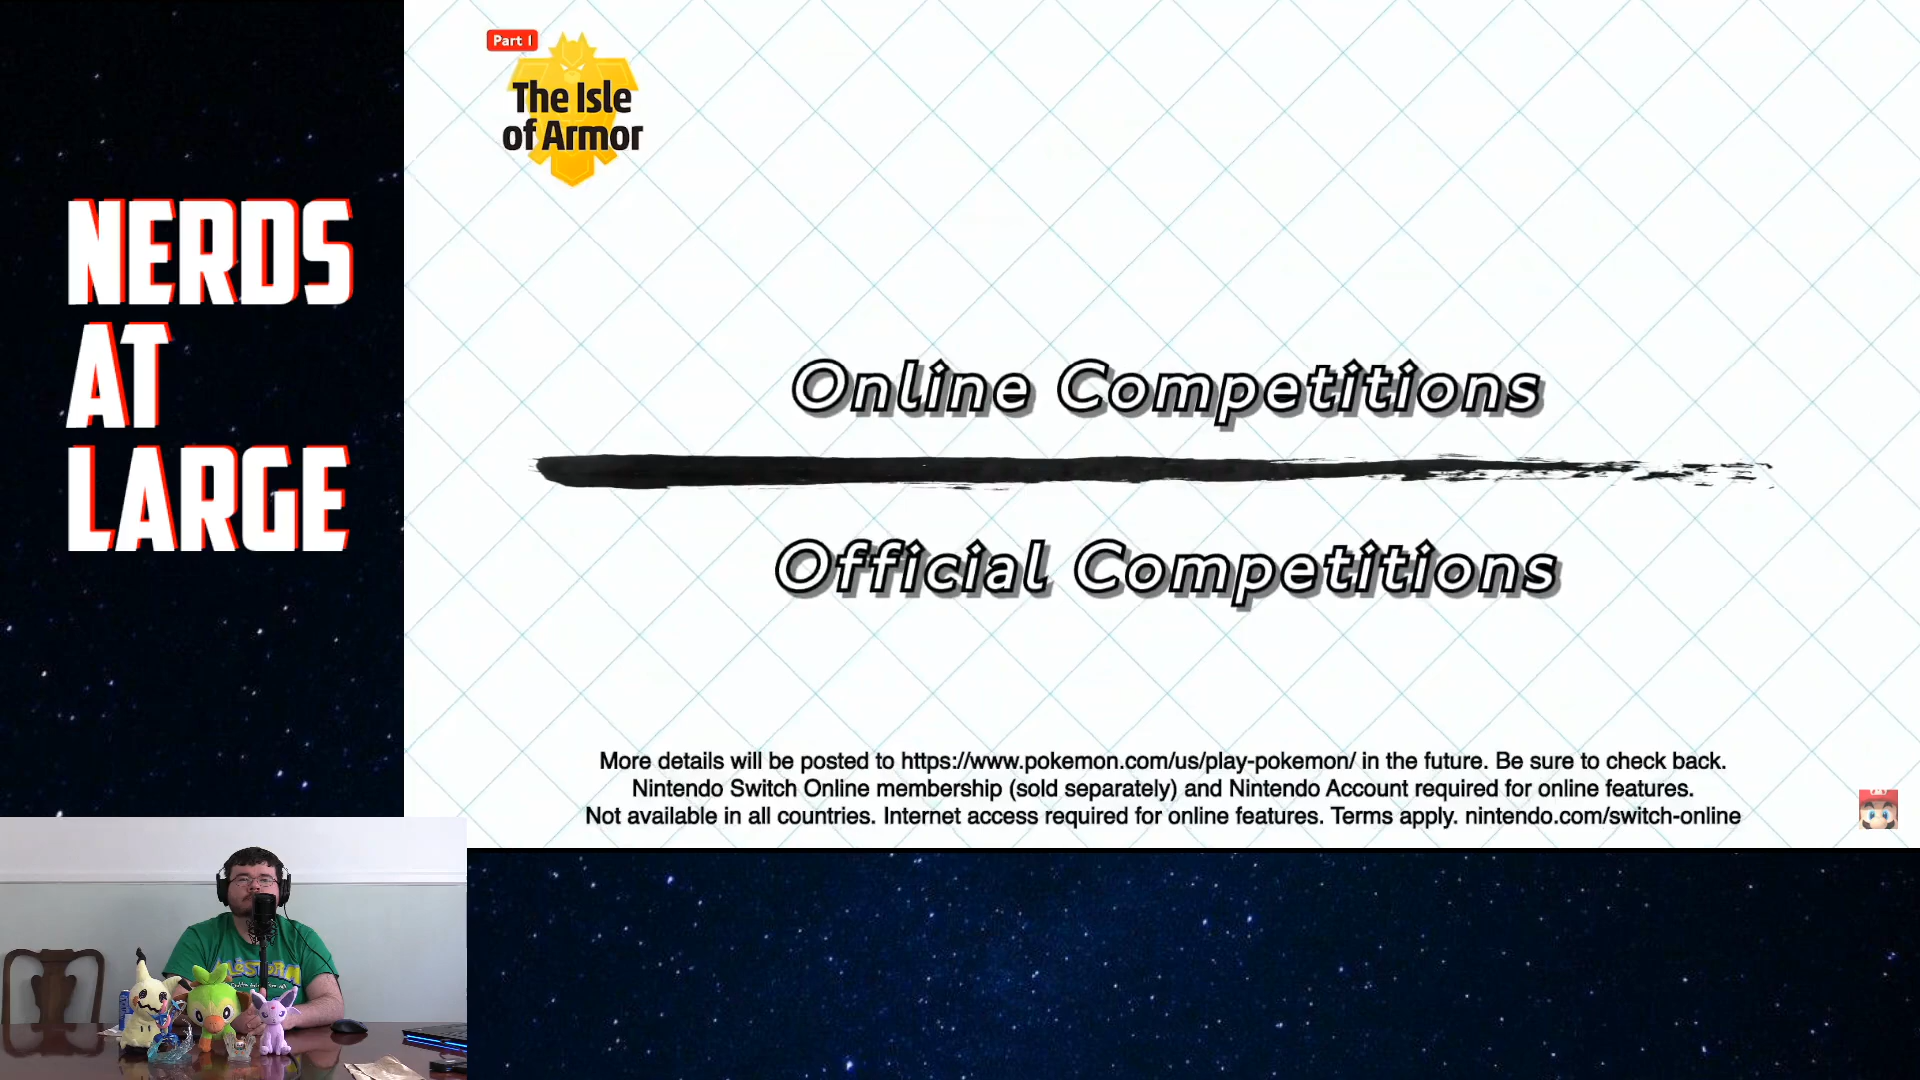 NERDS
AT
LARGE
Part 1
The Isle
of Armor
Online Competitions
Official Competitions
More details will be posted to https://www.pokemon.com/us/play-pokemon/ in the future. Be sure to check back.
Nintendo Switch Online membership (sold separately) and Nintendo Account required for online features.
Not available in all countries. Internet access required for online features. Terms apply. nintendo.com/switch-online